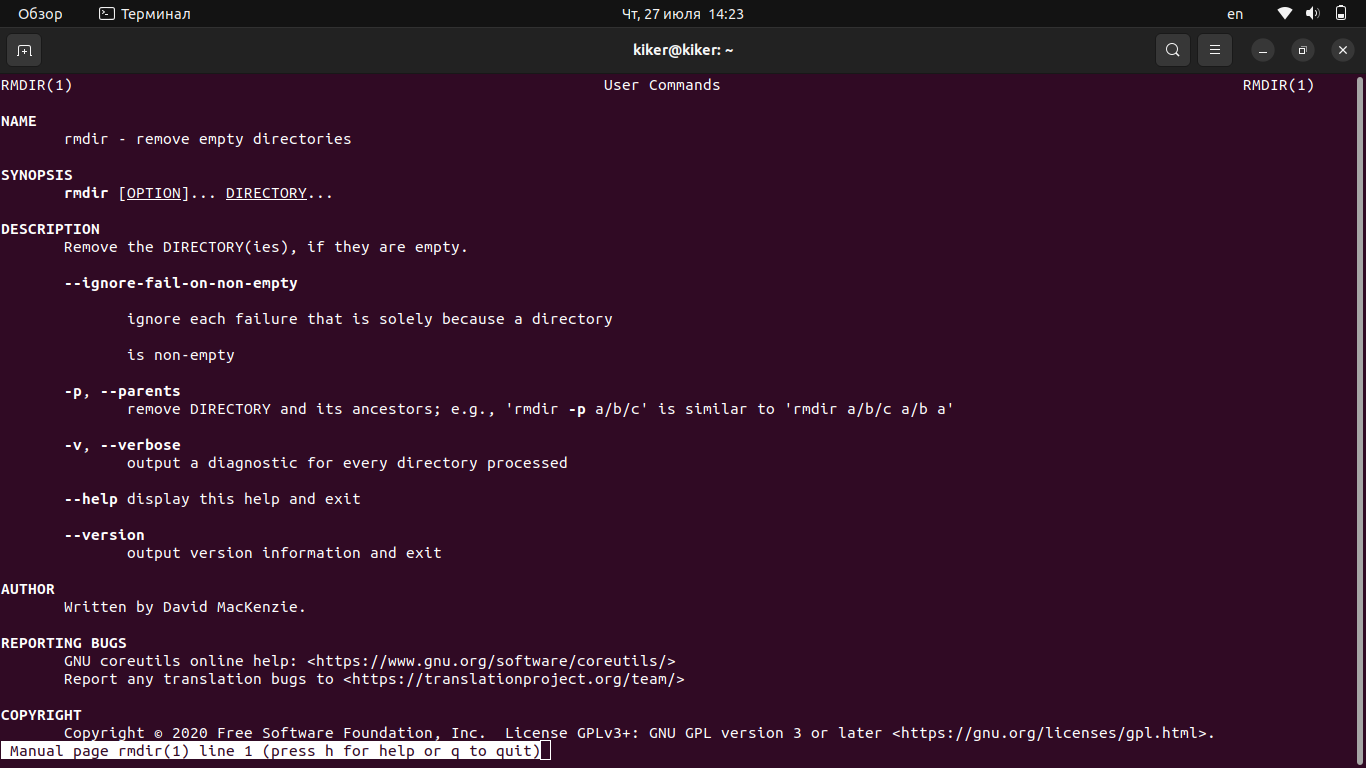 Обзор Терминал Чт, 27 июля 14:23 en
kiker@kiker: ~
RMDIR(1) User Commands RMDIR(1)
NAME
rmdir - remove empty directories
SYNOPSIS
rmdir [OPTION]... DIRECTORY...
DESCRIPTION
Remove the DIRECTORY(ies), if they are empty.
--ignore-fail-on-non-empty
ignore each failure that is solely because a directory
is non-empty
-p, --parents
remove DIRECTORY and its ancestors; e.g., 'rmdir -p a/b/c' is similar to 'rmdir a/b/c a/b a'
-v, --verbose
output a diagnostic for every directory processed
--help display this help and exit
--version
output version information and exit
AUTHOR
Written by David MacKenzie.
REPORTING BUGS
GNU coreutils online help: <https://www.gnu.org/software/coreutils/>
Report any translation bugs to <https://translationproject.org/team/>
COPYRIGHT
Copyright © 2020 Free Software Foundation, Inc. License GPLv3+: GNU GPL version 3 or later <https://gnu.org/licenses/gpl.html>.
Manual page rmdir(1) line 1 (press h for help or q to quit)